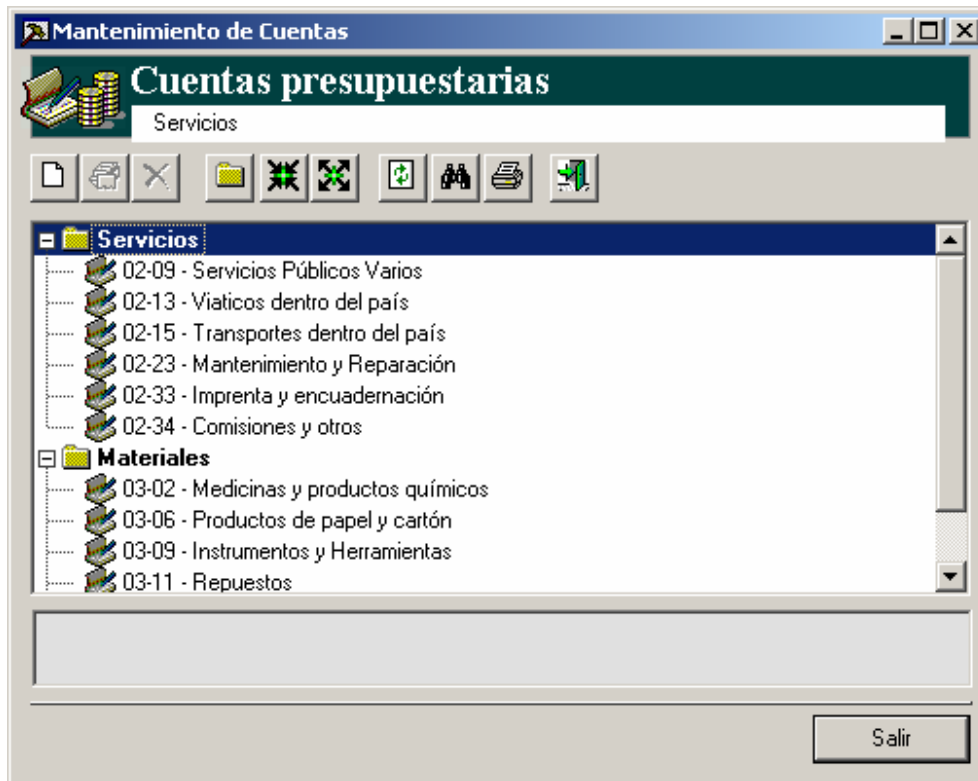 Mantenimiento de Cuentas
Cuentas presupuestarias
Servicios
Servicios
02-09 - Servicios Públicos Varios
02-13 - Viaticos dentro del país
02-15 - Transportes dentro del país
02-23 - Mantenimiento y Reparación
02-33 - Imprenta y encuadernación
02-34 - Comisiones y otros
Materiales
03-02 - Medicinas y productos químicos
03-06 - Productos de papel y cartón
03-09 - Instrumentos y Herramientas
03-11 - Repuestos
Salir